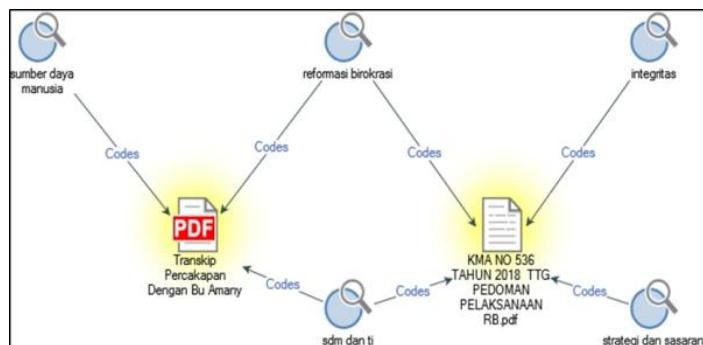 sumber daya
manusia
reformasi birokrasi
integritas
Codes
Codes
Codes
Codes
PDF
Transkip
Percakapan
Dengan Bu Amany
KMA NO 536
TAHUN 2018 TTG
PEDOMAN
PELAKSANAAN
RB.pdf
Codes
Codes
Codes
sdm dan ti
strategi dan sasaran